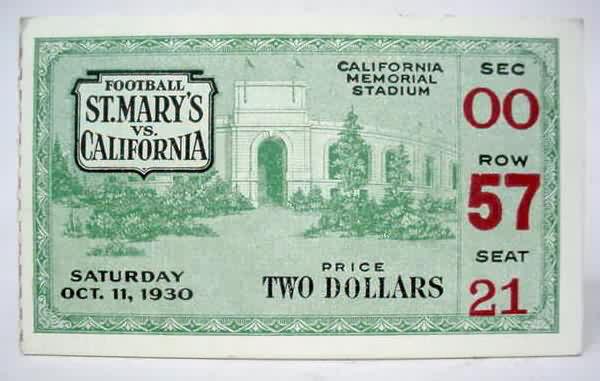 FOOTBALL
ST. MARY'S
VS.
CALIFORNIA
CALIFORNIA
MEMORIAL
STADIUM
SATURDAY
OCT. 11, 1930
PRICE
TWO DOLLARS
SEC
00
ROW
57
SEAT
21